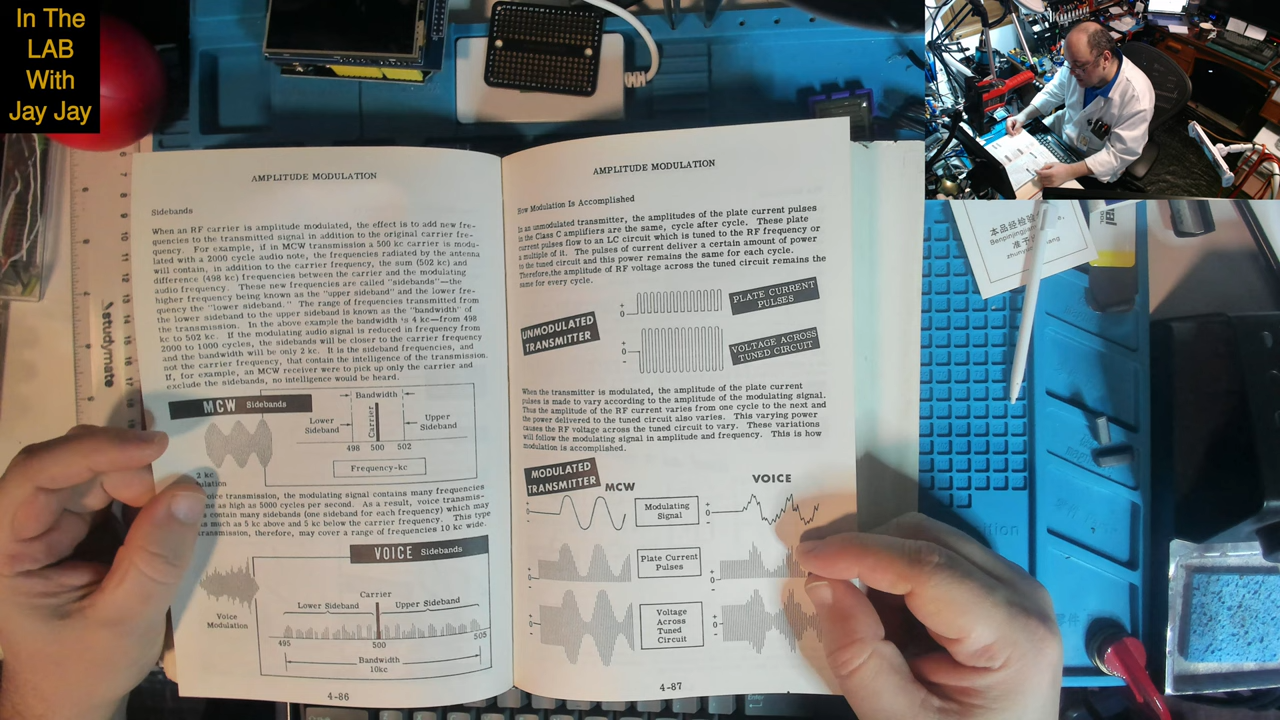 In The
LAB
With
Jay Jay
AMPLITUDE MODULATION
Sidebands
When an RF carrier is amplitude modulated, the effect is to add new fre-
quencies to the transmitted signal in addition to the original carrier fre-
quency. For example, if in MCW transmission a 500 kc carrier is modu-
lated with a 2000 cycle audio note, the frequencies radiated by the antenna
will contain, in addition to the carrier frequency, the sum (502 kc) and
difference (498 kc) frequencies between the carrier and the modulating
audio frequency. These new frequencies are called "sidebands"—the
higher frequency being known as the "upper sideband" and the lower fre-
quency the "lower sideband." The range of frequencies transmitted from
the lower sideband to the upper sideband is known as the "bandwidth" of
the transmission. In the above example the bandwidth is 4 kc—from 498
kc to 502 kc. If the modulating audio signal is reduced in frequency from
2000 to 1000 cycles, the sidebands will be closer to the carrier frequency
and the bandwidth will be only 2 kc. It is the sideband frequencies, and
not the carrier frequency, that contain the intelligence of the transmission.
If, for example, an MCW receiver were to pick up only the carrier and
exclude the sidebands, no intelligence would be heard.
MCW Sidebands
Bandwidth
Lower
Sideband
Carrier
Upper
Sideband
498 500 502
Frequency-kc
2 kc
voice transmission, the modulating signal contains many frequencies
as high as 5000 cycles per second. As a result, voice transmis-
contain many sidebands (one sideband for each frequency) which may
much as 5 kc above and 5 kc below the carrier frequency. This type
transmission, therefore, may cover a range of frequencies 10 kc wide.
VOICE Sidebands
Carrier
Lower Sideband
Upper Sideband
Voice
Modulation
495 500 505
Bandwidth
10kc
4-86
AMPLITUDE MODULATION
How Modulation Is Accomplished
In an unmodulated transmitter, the amplitudes of the plate current pulses
in the Class C amplifiers are the same, cycle after cycle. These plate
current pulses flow to an LC circuit which is tuned to the RF frequency or
a multiple of it. The pulses of current deliver a certain amount of power
to the tuned circuit and this power remains the same for each cycle.
Therefore, the amplitude of RF voltage across the tuned circuit remains the
same for every cycle.
UNMODULATED
TRANSMITTER
PLATE CURRENT
PULSES
VOLTAGE ACROSS
TUNED CIRCUIT
When the transmitter is modulated, the amplitude of the plate current
pulses is made to vary according to the amplitude of the modulating signal.
Thus the amplitude of the RF current varies from one cycle to the next and
the power delivered to the tuned circuit also varies. This varying power
causes the RF voltage across the tuned circuit to vary. These variations
will follow the modulating signal in amplitude and frequency. This is how
modulation is accomplished.
MODULATED
TRANSMITTER
MCW
VOICE
Modulating
Signal
Plate Current
Pulses
Voltage
Across
Tuned
Circuit
4-87
studymate
本品经检验
准